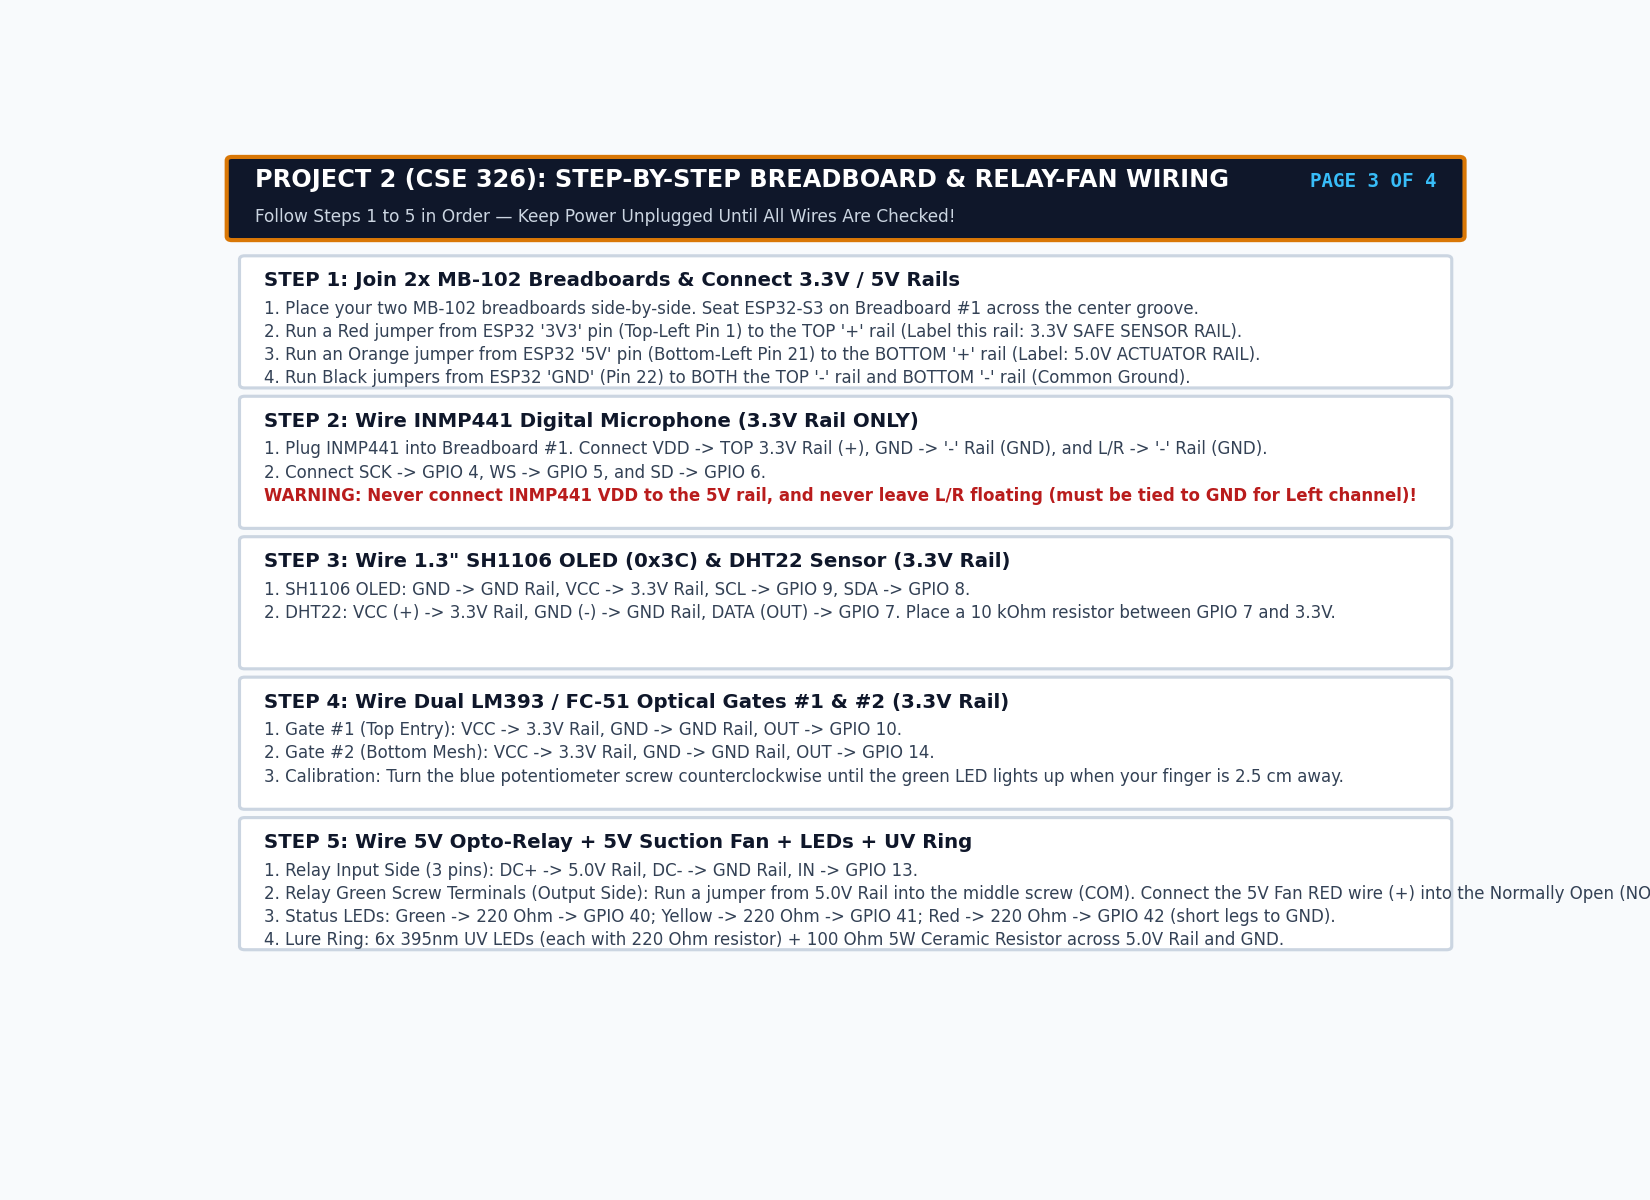 PROJECT 2 (CSE 326): STEP-BY-STEP BREADBOARD & RELAY-FAN WIRING
PAGE 3 OF 4
Follow Steps 1 to 5 in Order — Keep Power Unplugged Until All Wires Are Checked!
STEP 1: Join 2x MB-102 Breadboards & Connect 3.3V / 5V Rails
1. Place your two MB-102 breadboards side-by-side. Seat ESP32-S3 on Breadboard #1 across the center groove.
2. Run a Red jumper from ESP32 '3V3' pin (Top-Left Pin 1) to the TOP '+' rail (Label this rail: 3.3V SAFE SENSOR RAIL).
3. Run an Orange jumper from ESP32 '5V' pin (Bottom-Left Pin 21) to the BOTTOM '+' rail (Label: 5.0V ACTUATOR RAIL).
4. Run Black jumpers from ESP32 'GND' (Pin 22) to BOTH the TOP '-' rail and BOTTOM '-' rail (Common Ground).
STEP 2: Wire INMP441 Digital Microphone (3.3V Rail ONLY)
1. Plug INMP441 into Breadboard #1. Connect VDD -> TOP 3.3V Rail (+), GND -> '-' Rail (GND), and L/R -> '-' Rail (GND).
2. Connect SCK -> GPIO 4, WS -> GPIO 5, and SD -> GPIO 6.
WARNING: Never connect INMP441 VDD to the 5V rail, and never leave L/R floating (must be tied to GND for Left channel)!
STEP 3: Wire 1.3" SH1106 OLED (0x3C) & DHT22 Sensor (3.3V Rail)
1. SH1106 OLED: GND -> GND Rail, VCC -> 3.3V Rail, SCL -> GPIO 9, SDA -> GPIO 8.
2. DHT22: VCC (+) -> 3.3V Rail, GND (-) -> GND Rail, DATA (OUT) -> GPIO 7. Place a 10 kOhm resistor between GPIO 7 and 3.3V.
STEP 4: Wire Dual LM393 / FC-51 Optical Gates #1 & #2 (3.3V Rail)
1. Gate #1 (Top Entry): VCC -> 3.3V Rail, GND -> GND Rail, OUT -> GPIO 10.
2. Gate #2 (Bottom Mesh): VCC -> 3.3V Rail, GND -> GND Rail, OUT -> GPIO 14.
3. Calibration: Turn the blue potentiometer screw counterclockwise until the green LED lights up when your finger is 2.5 cm away.
STEP 5: Wire 5V Opto-Relay + 5V Suction Fan + LEDs + UV Ring
1. Relay Input Side (3 pins): DC+ -> 5.0V Rail, DC- -> GND Rail, IN -> GPIO 13.
2. Relay Green Screw Terminals (Output Side): Run a jumper from 5.0V Rail into the middle screw (COM). Connect the 5V Fan RED wire (+) into the Normally Open (NO
3. Status LEDs: Green -> 220 Ohm -> GPIO 40; Yellow -> 220 Ohm -> GPIO 41; Red -> 220 Ohm -> GPIO 42 (short legs to GND).
4. Lure Ring: 6x 395nm UV LEDs (each with 220 Ohm resistor) + 100 Ohm 5W Ceramic Resistor across 5.0V Rail and GND.